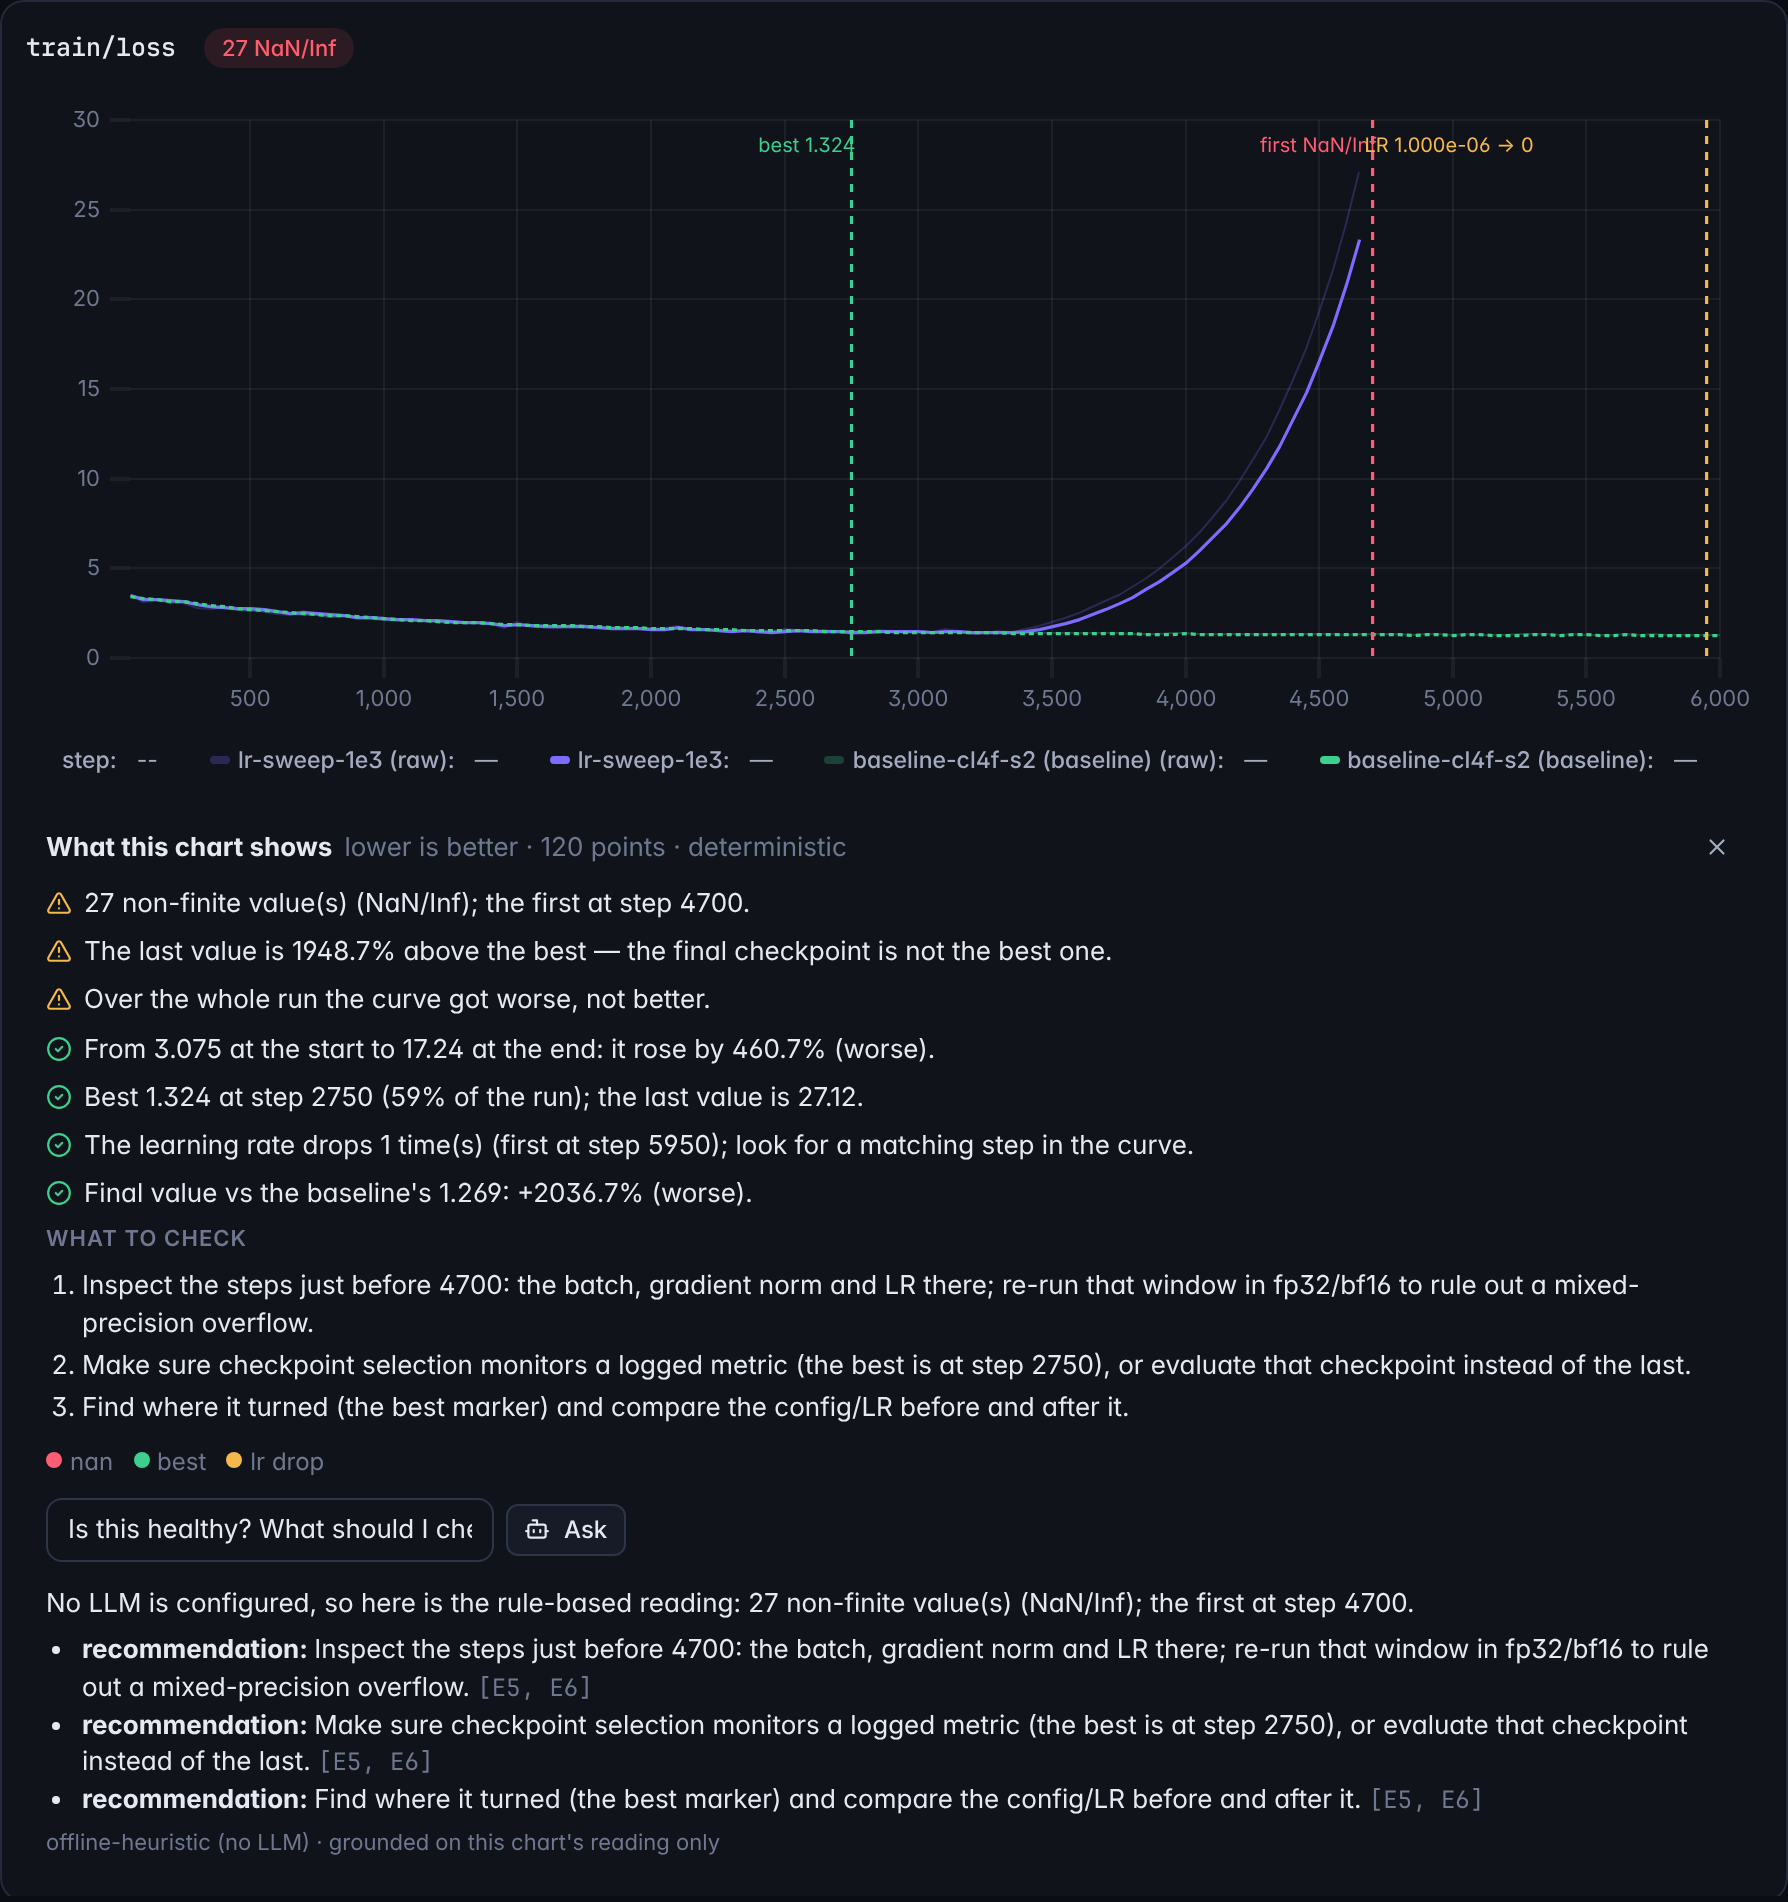 train/loss 27 NaN/Inf
30
best 1.324 first NaN/Inf LR 1.000e-06 → 0
25
20
15
10
5
0
500 1,000 1,500 2,000 2,500 3,000 3,500 4,000 4,500 5,000 5,500 6,000
step: -- lr-sweep-1e3 (raw): — lr-sweep-1e3: — baseline-cl4f-s2 (baseline) (raw): — baseline-cl4f-s2 (baseline): —
What this chart shows lower is better · 120 points · deterministic
27 non-finite value(s) (NaN/Inf); the first at step 4700.
The last value is 1948.7% above the best — the final checkpoint is not the best one.
Over the whole run the curve got worse, not better.
From 3.075 at the start to 17.24 at the end: it rose by 460.7% (worse).
Best 1.324 at step 2750 (59% of the run); the last value is 27.12.
The learning rate drops 1 time(s) (first at step 5950); look for a matching step in the curve.
Final value vs the baseline's 1.269: +2036.7% (worse).
WHAT TO CHECK
1. Inspect the steps just before 4700: the batch, gradient norm and LR there; re-run that window in fp32/bf16 to rule out a mixed-
precision overflow.
2. Make sure checkpoint selection monitors a logged metric (the best is at step 2750), or evaluate that checkpoint instead of the last.
3. Find where it turned (the best marker) and compare the config/LR before and after it.
nan best lr drop
Is this healthy? What should I che Ask
No LLM is configured, so here is the rule-based reading: 27 non-finite value(s) (NaN/Inf); the first at step 4700.
• recommendation: Inspect the steps just before 4700: the batch, gradient norm and LR there; re-run that window in fp32/bf16 to rule
out a mixed-precision overflow. [E5, E6]
• recommendation: Make sure checkpoint selection monitors a logged metric (the best is at step 2750), or evaluate that checkpoint
instead of the last. [E5, E6]
• recommendation: Find where it turned (the best marker) and compare the config/LR before and after it. [E5, E6]
offline-heuristic (no LLM) · grounded on this chart's reading only